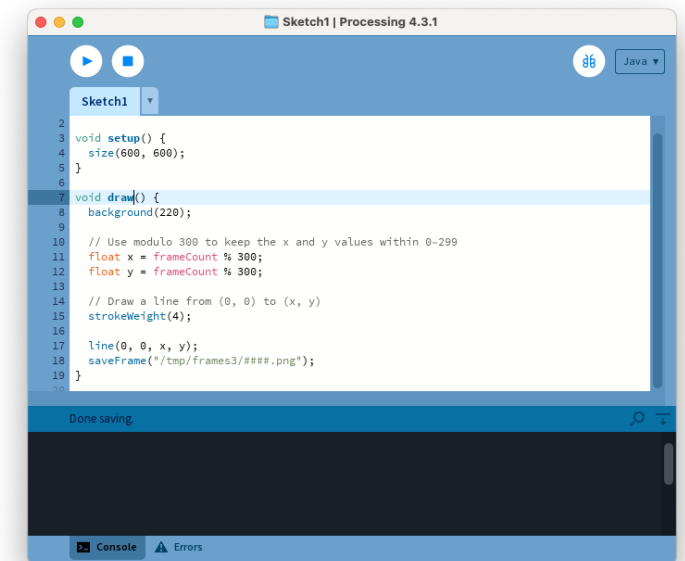 Sketch1 | Processing 4.3.1
Java ▾
Sketch1 ▾
2
3 void setup() {
4   size(600, 600);
5 }
6
7 void draw() {
8   background(220);
9
10   // Use modulo 300 to keep the x and y values within 0-299
11   float x = frameCount % 300;
12   float y = frameCount % 300;
13
14   // Draw a line from (0, 0) to (x, y)
15   strokeWeight(4);
16
17   line(0, 0, x, y);
18   saveFrame("/tmp/frames3/####.png");
19 }
20
Done saving.
Console Errors